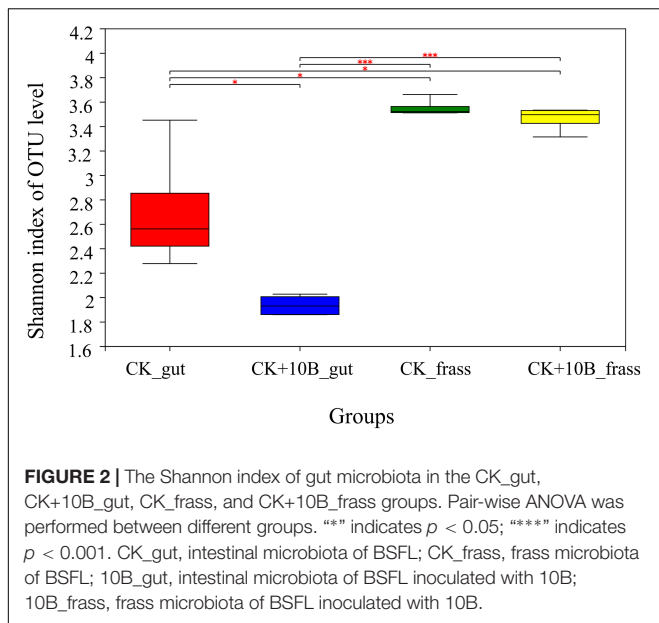 4.2
4
3.8
3.6
3.4
3.2
3
2.8
2.6
2.4
2.2
2
1.8
1.6
Shannon index of OTU level
***
***
*
*
*
CK_gut CK+10B_gut CK_frass CK+10B_frass
Groups
FIGURE 2 | The Shannon index of gut microbiota in the CK_gut,
CK+10B_gut, CK_frass, and CK+10B_frass groups. Pair-wise ANOVA was
performed between different groups. “*” indicates p < 0.05; “***” indicates
p < 0.001. CK_gut, intestinal microbiota of BSFL; CK_frass, frass microbiota
of BSFL; 10B_gut, intestinal microbiota of BSFL inoculated with 10B;
10B_frass, frass microbiota of BSFL inoculated with 10B.